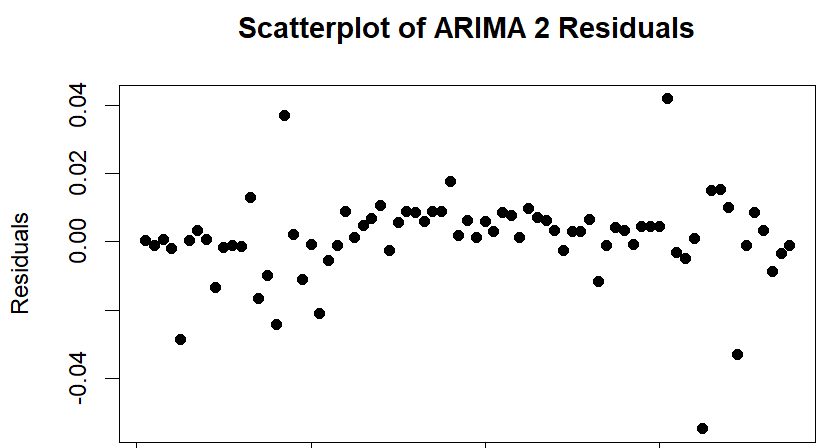 Scatterplot of ARIMA 2 Residuals
0.04
0.02
0.00
-0.04
Residuals